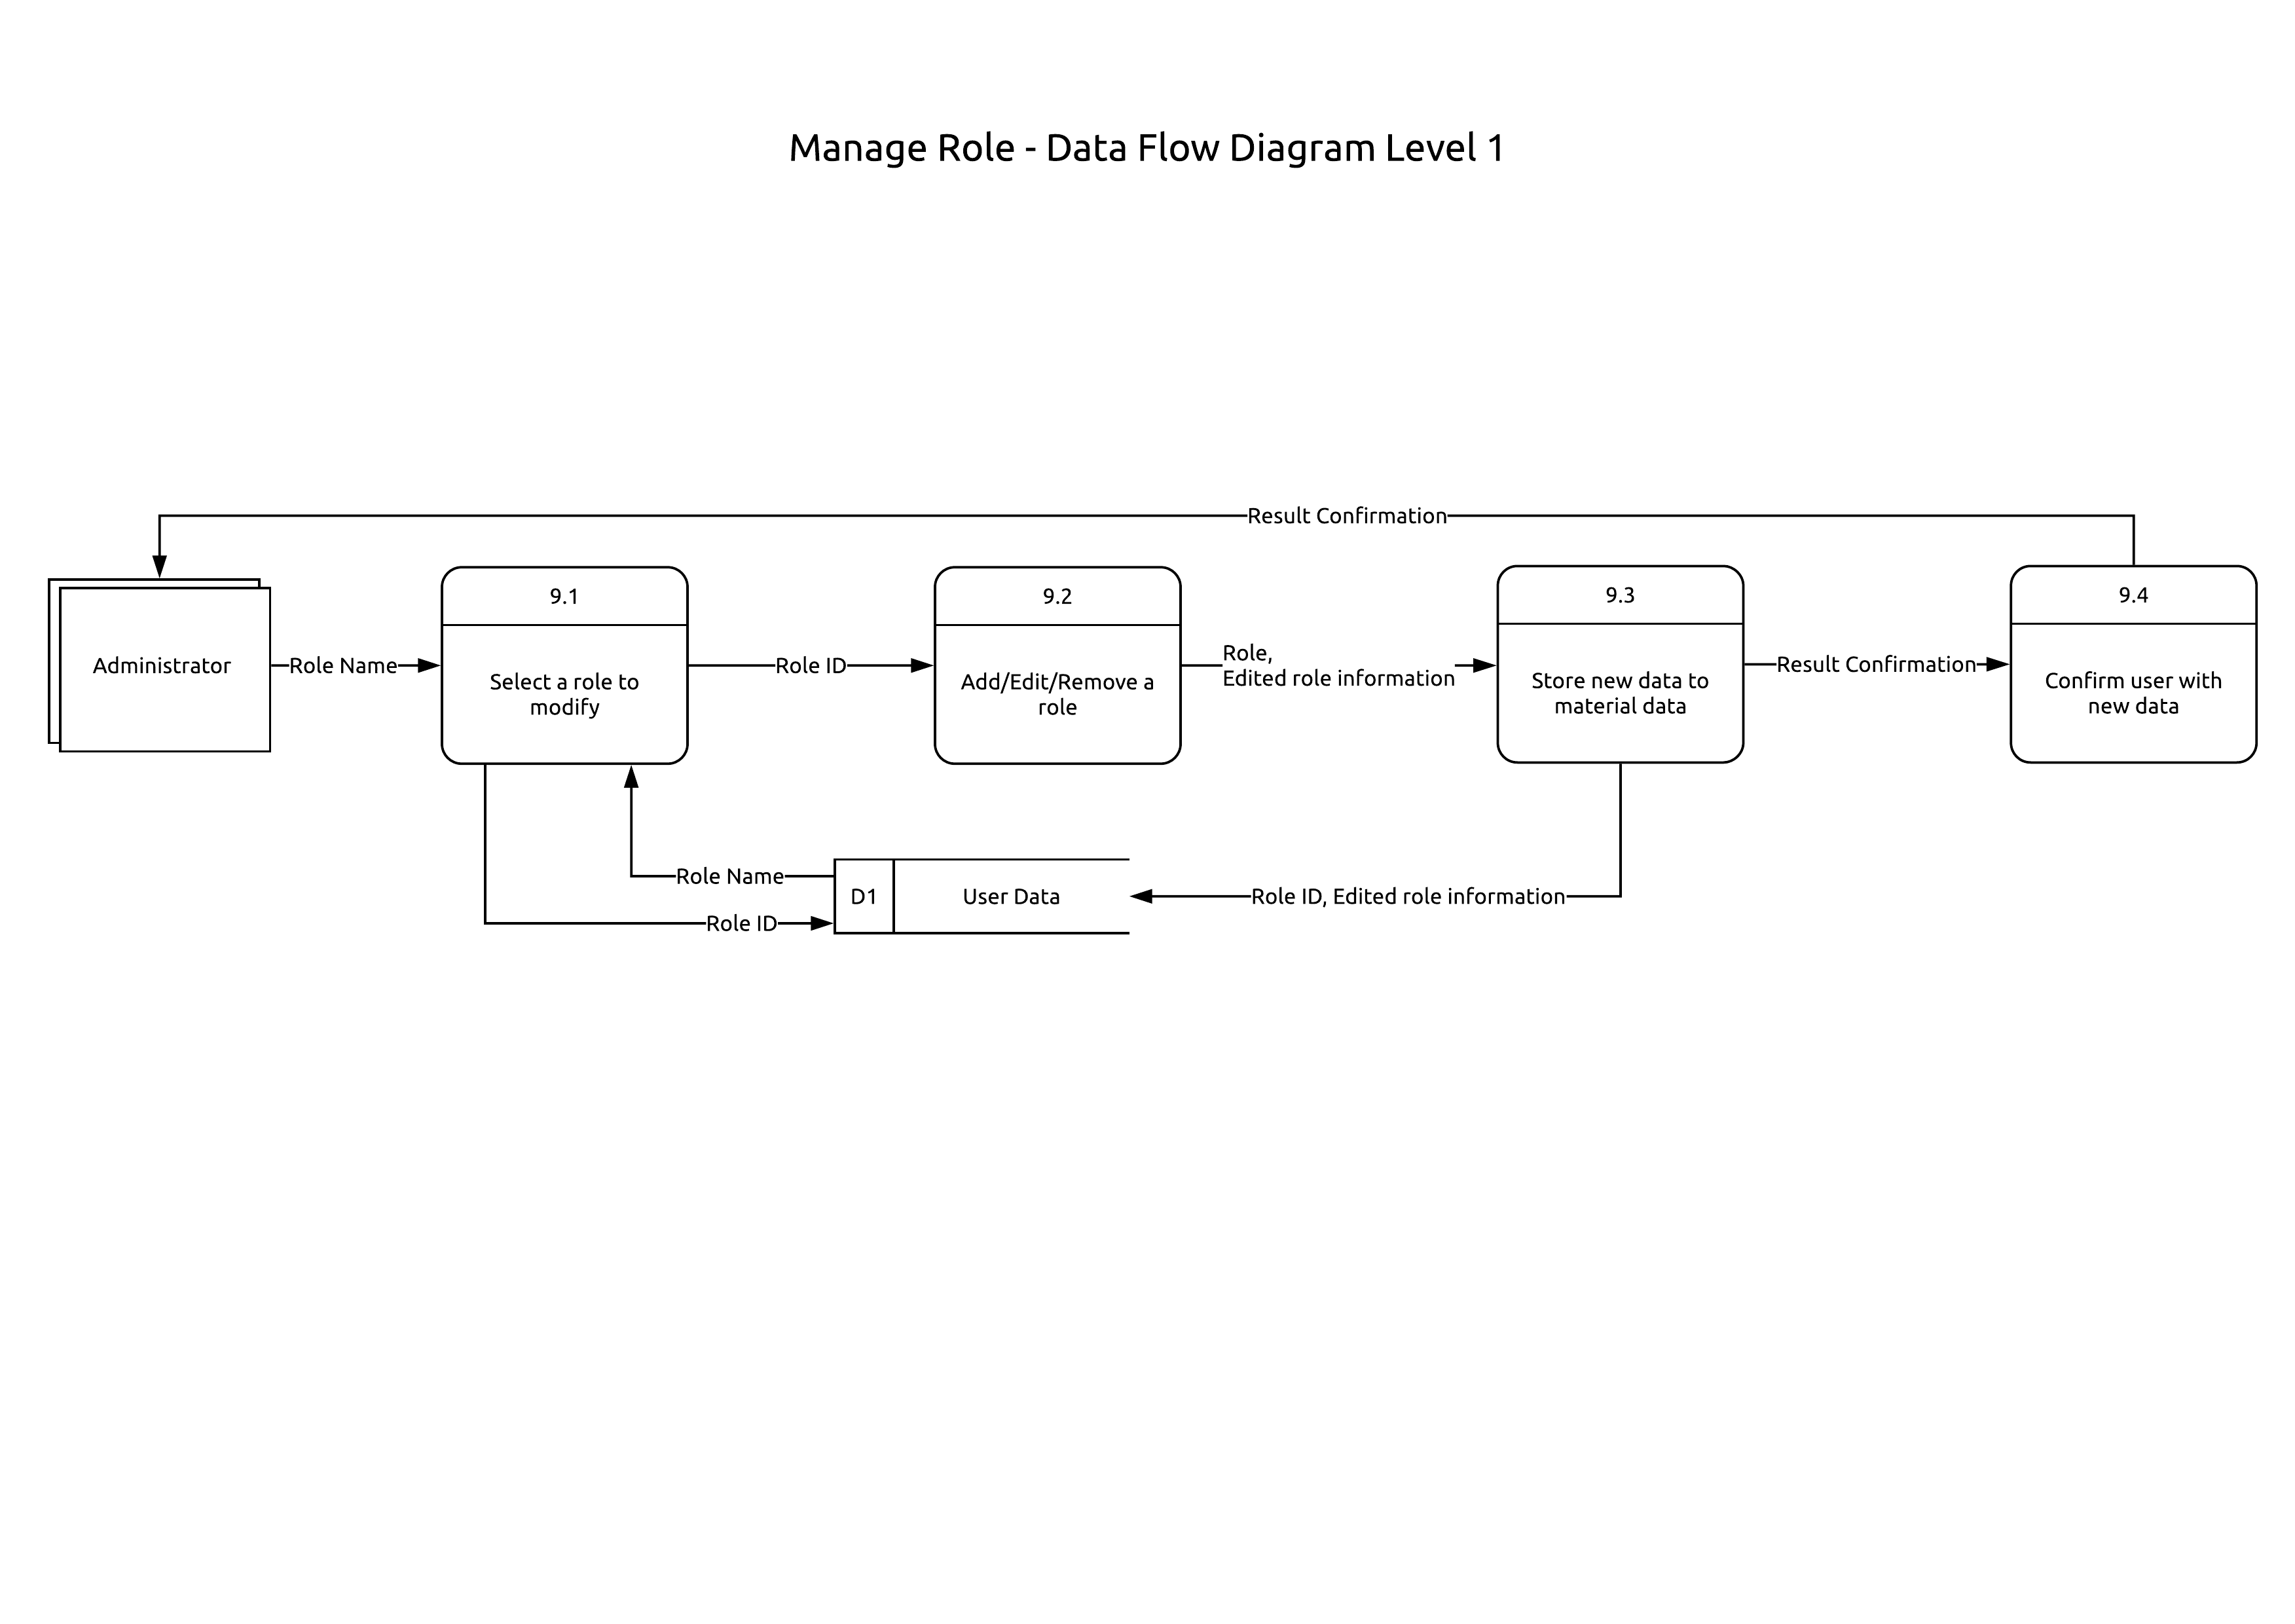 Manage Role - Data Flow Diagram Level 1
Result Confirmation
Administrator
Role Name
9.1
Select a role to
modify
Role ID
9.2
Add/Edit/Remove a
role
Role,
Edited role information
9.3
Store new data to
material data
Result Confirmation
9.4
Confirm user with
new data
Role Name
Role ID
D1
User Data
Role ID, Edited role information